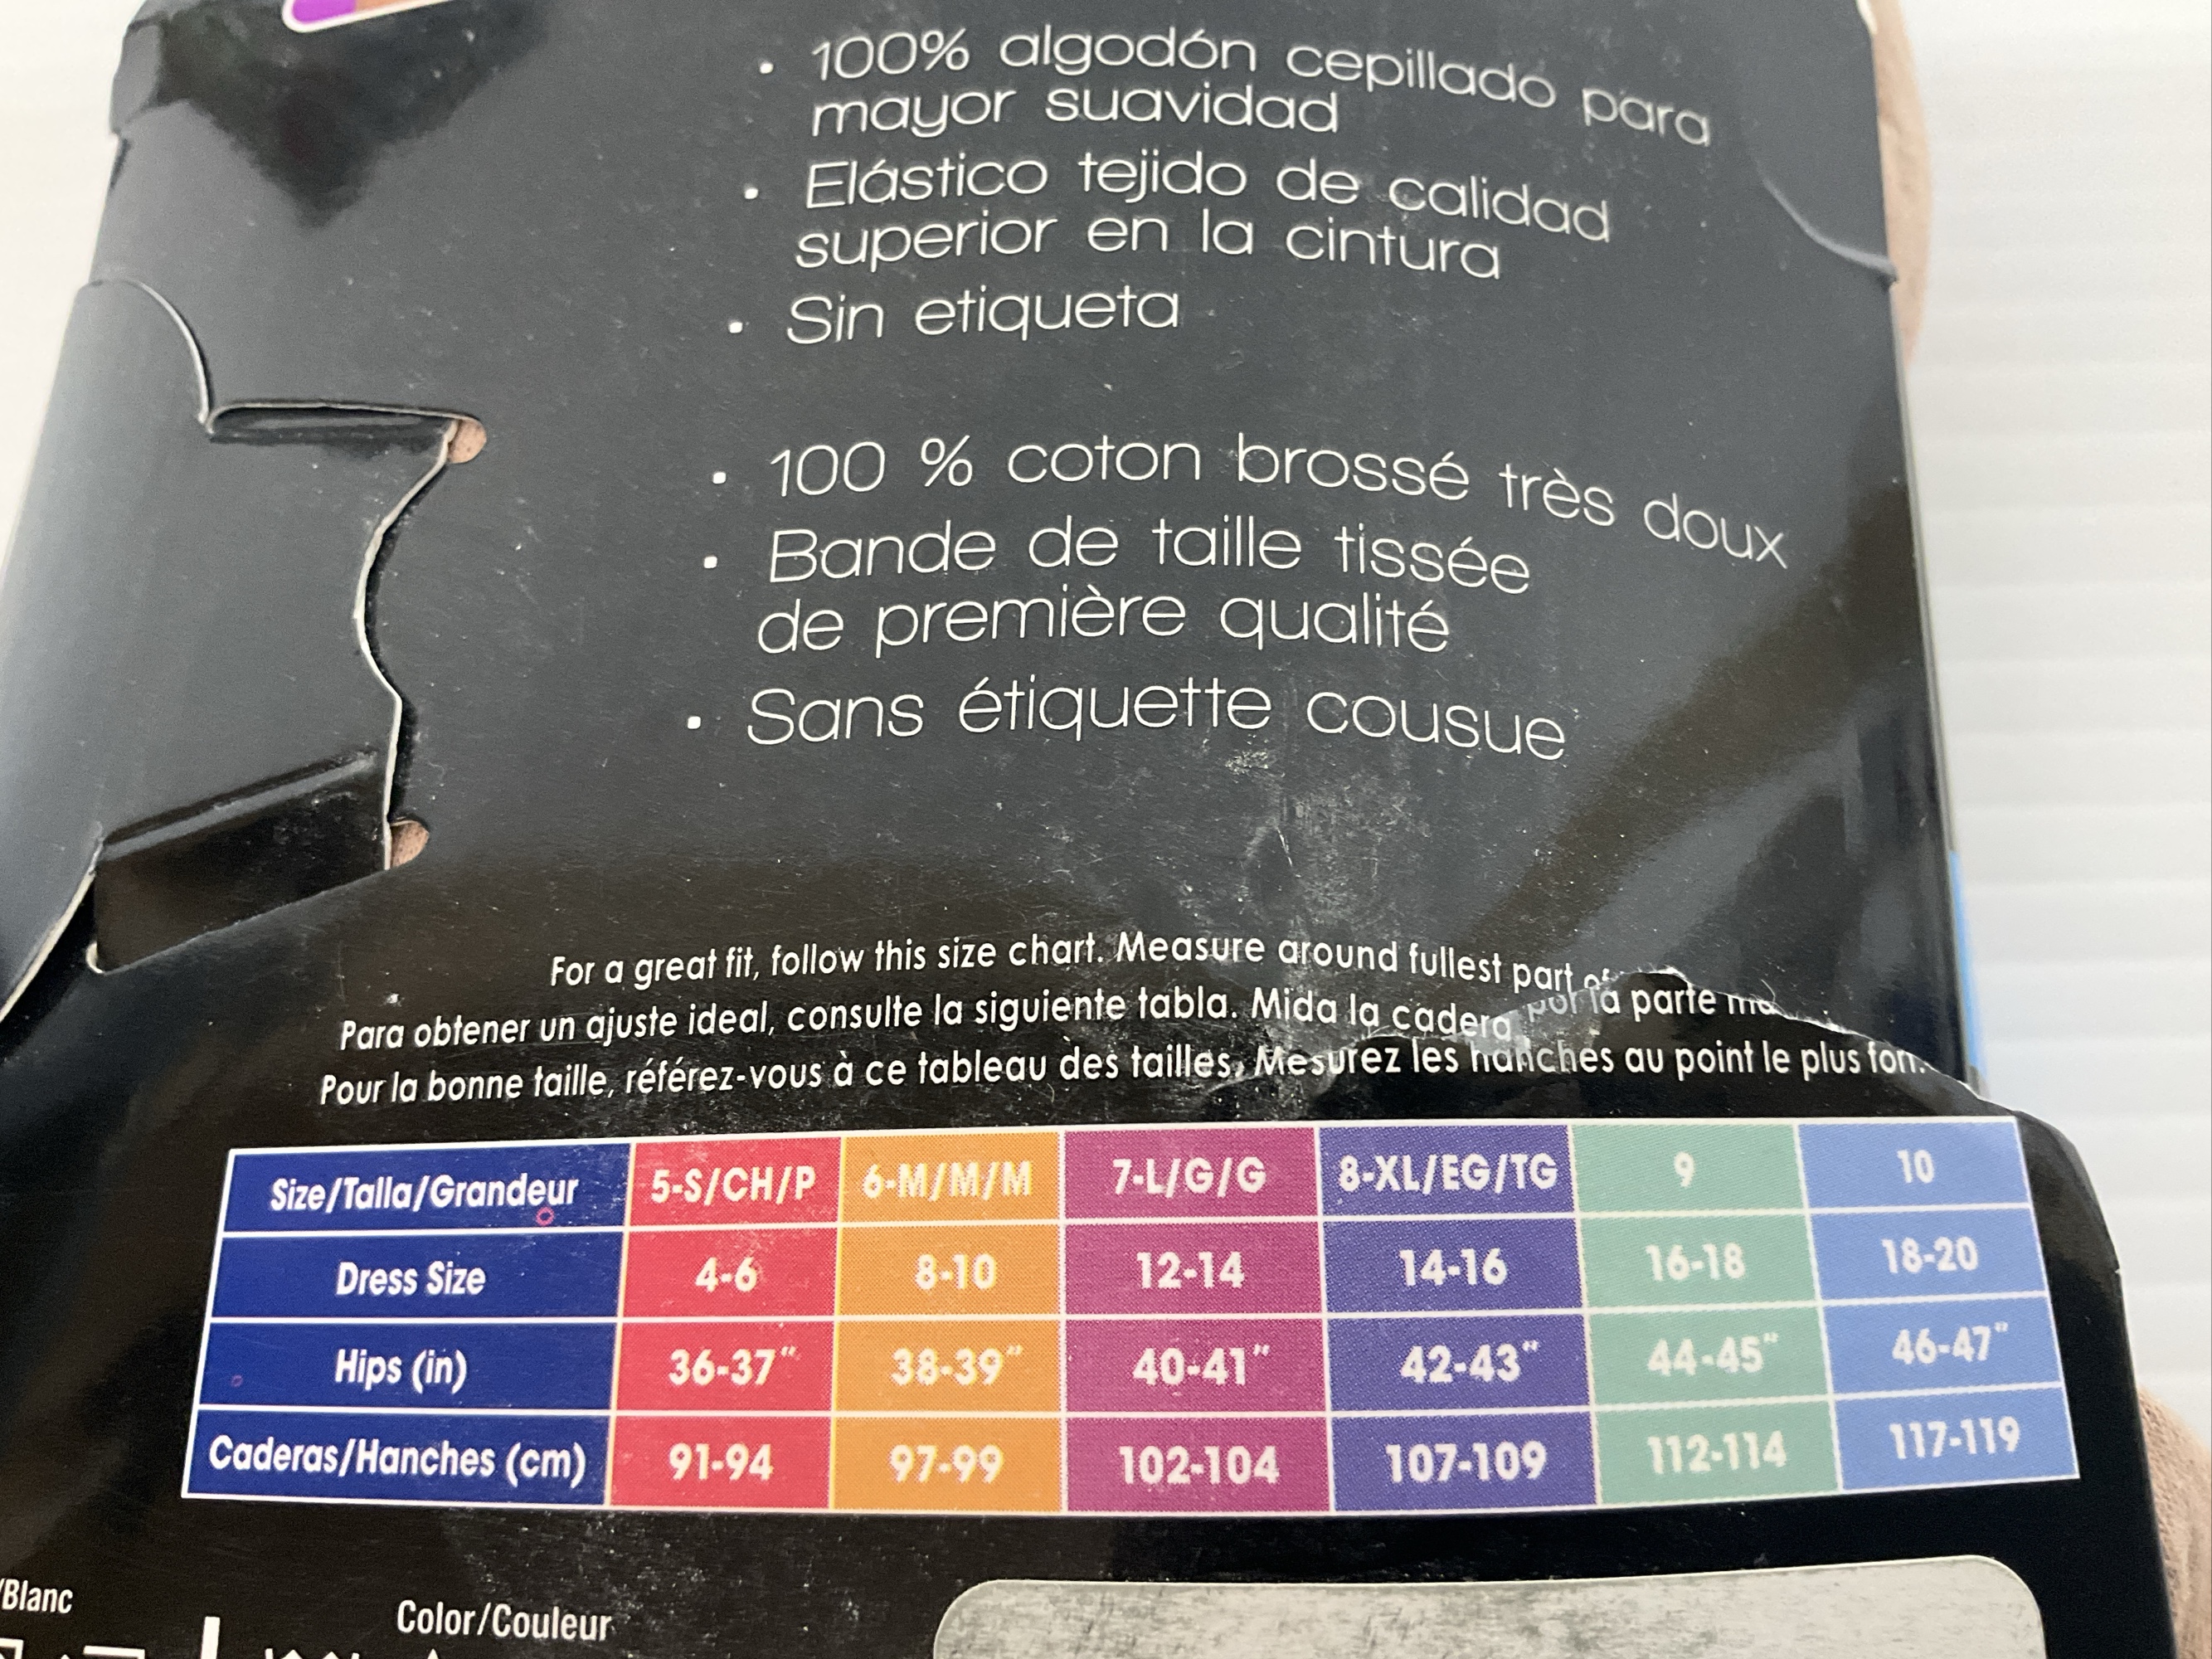 • 100% algodón cepillado para
mayor suavidad
• Elástico tejido de calidad
superior en la cintura
• Sin etiqueta
• 100 % coton brossé très doux
• Bande de taille tissée
de première qualité
• Sans étiquette cousue
For a great fit, follow this size chart. Measure around fullest part of
Para obtener un ajuste ideal, consulte la siguiente tabla. Mida la cadera por la parte
Pour la bonne taille, référez-vous à ce tableau des tailles. Mesurez les hanches au point le plus
Size/Talla/Grandeur 5-S/CH/P 6-M/M/M 7-L/G/G 8-XL/EG/TG 9 10
Dress Size 4-6 8-10 12-14 14-16 16-18 18-20
Hips (in) 36-37" 38-39" 40-41" 42-43" 44-45" 46-47"
Caderas/Hanches (cm) 91-94 97-99 102-104 107-109 112-114 117-119
/Blanc
Color/Couleur